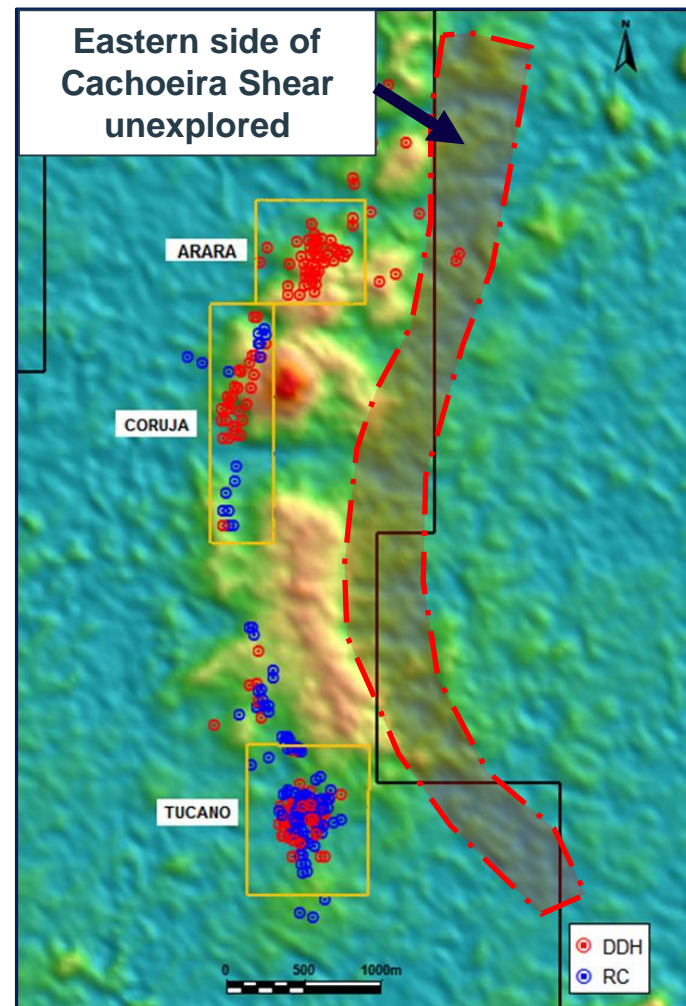 Eastern side of
Cachoeira Shear
unexplored
N
ARARA
CORUJA
TUCANO
0 500 1000m
DDH
RC